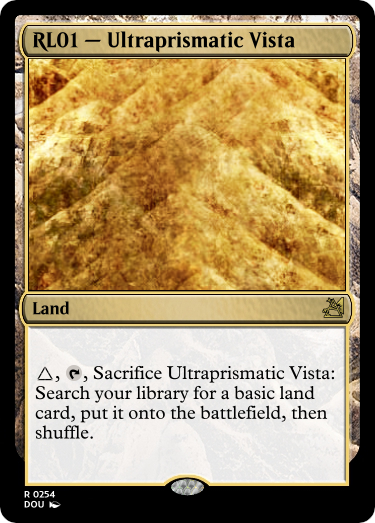 RL01 — Ultraprismatic Vista
Land
△, , Sacrifice Ultraprismatic Vista:
Search your library for a basic land
card, put it onto the battlefield, then
shuffle.
R 0254
DOU